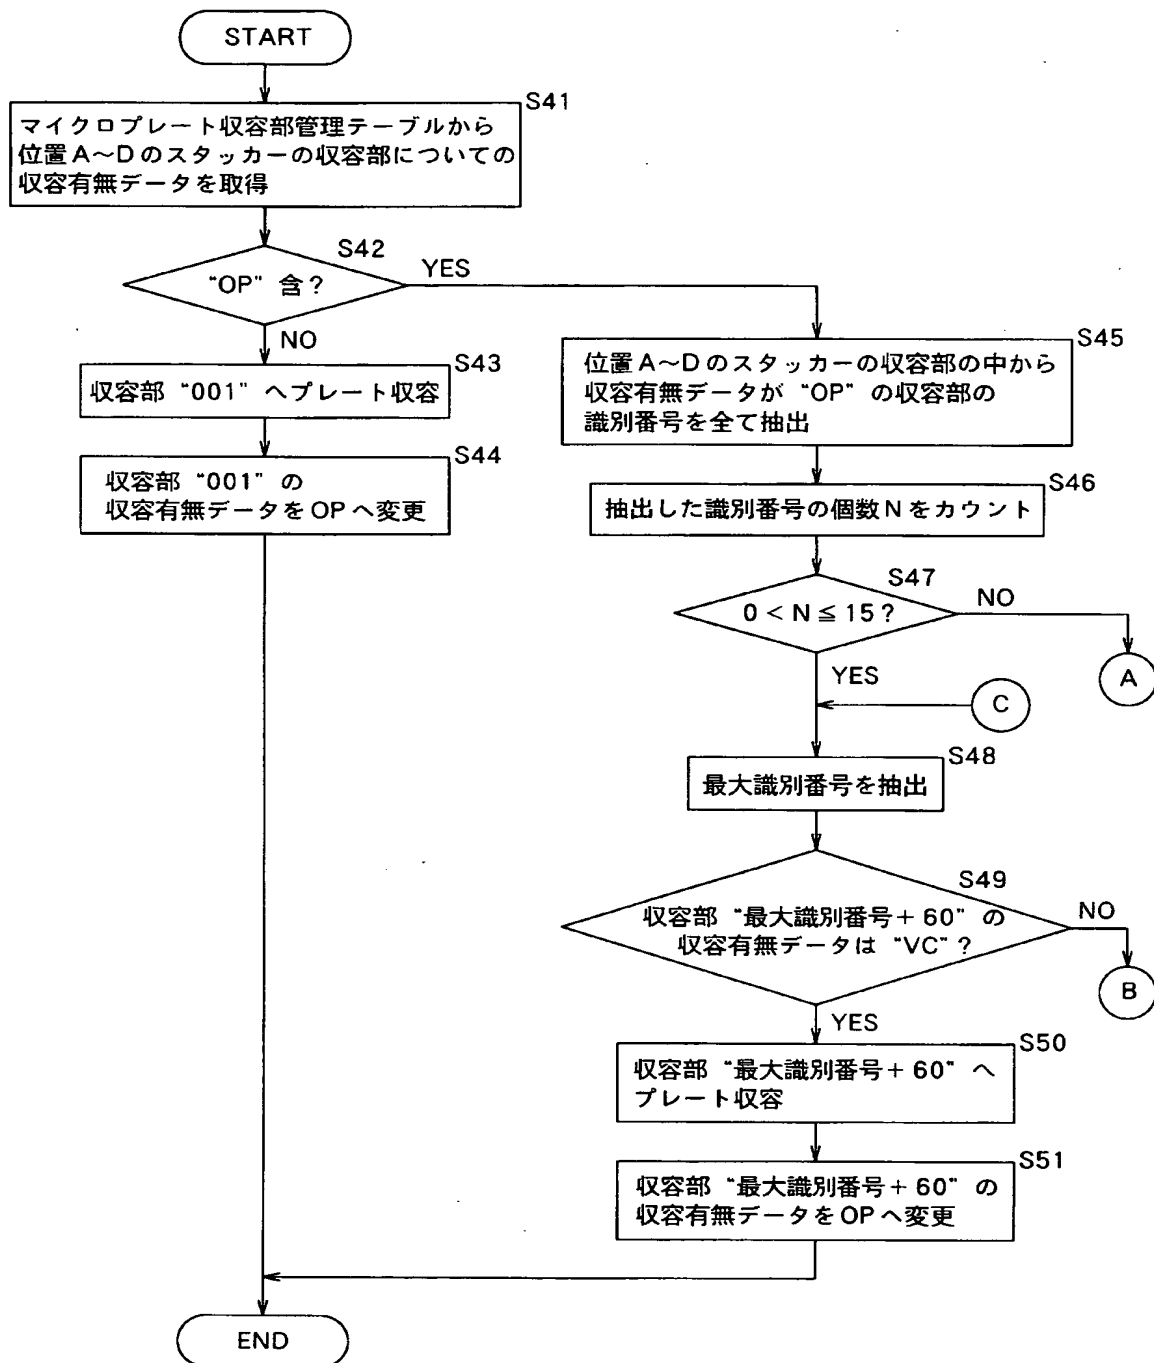 START
S41
マイクロプレート収容部管理テーブルから
位置A～Dのスタッカーの収容部についての
収容有無データを取得
S42
“OP” 含？
YES
NO
S43
収容部 “001” へプレート収容
S44
収容部 “001” の
収容有無データをOPへ変更
S45
位置A～Dのスタッカーの収容部の中から
収容有無データが “OP” の収容部の
識別番号を全て抽出
S46
抽出した識別番号の個数Nをカウント
S47
0 < N ≦ 15？
NO
A
YES
C
S48
最大識別番号を抽出
S49
収容部 “最大識別番号＋60” の
収容有無データは “VC”？
NO
B
YES
S50
収容部 “最大識別番号＋60” へ
プレート収容
S51
収容部 “最大識別番号＋60” の
収容有無データをOPへ変更
END